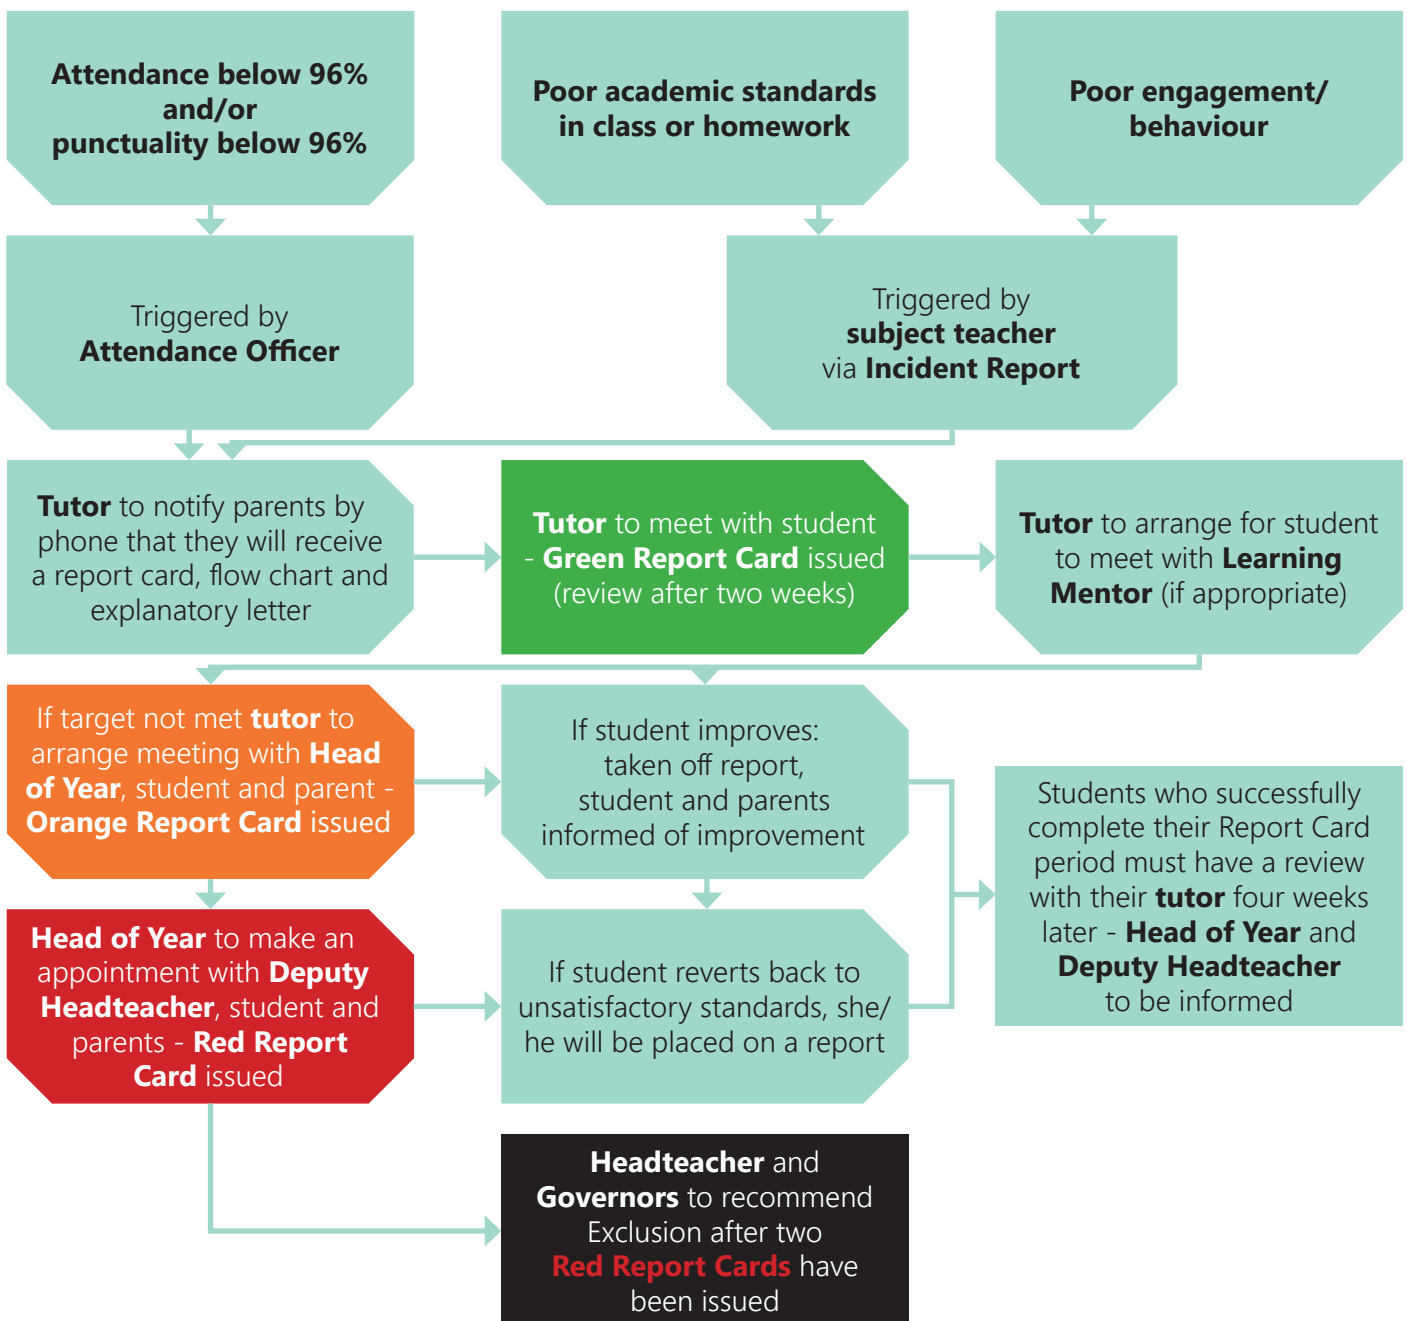 Attendance below 96%
and/or
punctuality below 96%
Poor academic standards
in class or homework
Poor engagement/
behaviour
Triggered by
Attendance Officer
Triggered by
subject teacher
via Incident Report
Tutor to notify parents by
phone that they will receive
a report card, flow chart and
explanatory letter
Tutor to meet with student
- Green Report Card issued
(review after two weeks)
Tutor to arrange for student
to meet with Learning
Mentor (if appropriate)
If target not met tutor to
arrange meeting with Head
of Year, student and parent -
Orange Report Card issued
If student improves:
taken off report,
student and parents
informed of improvement
Students who successfully
complete their Report Card
period must have a review
with their tutor four weeks
later - Head of Year and
Deputy Headteacher
to be informed
Head of Year to make an
appointment with Deputy
Headteacher, student and
parents - Red Report
Card issued
If student reverts back to
unsatisfactory standards, she/
he will be placed on a report
Headteacher and
Governors to recommend
Exclusion after two
Red Report Cards have
been issued